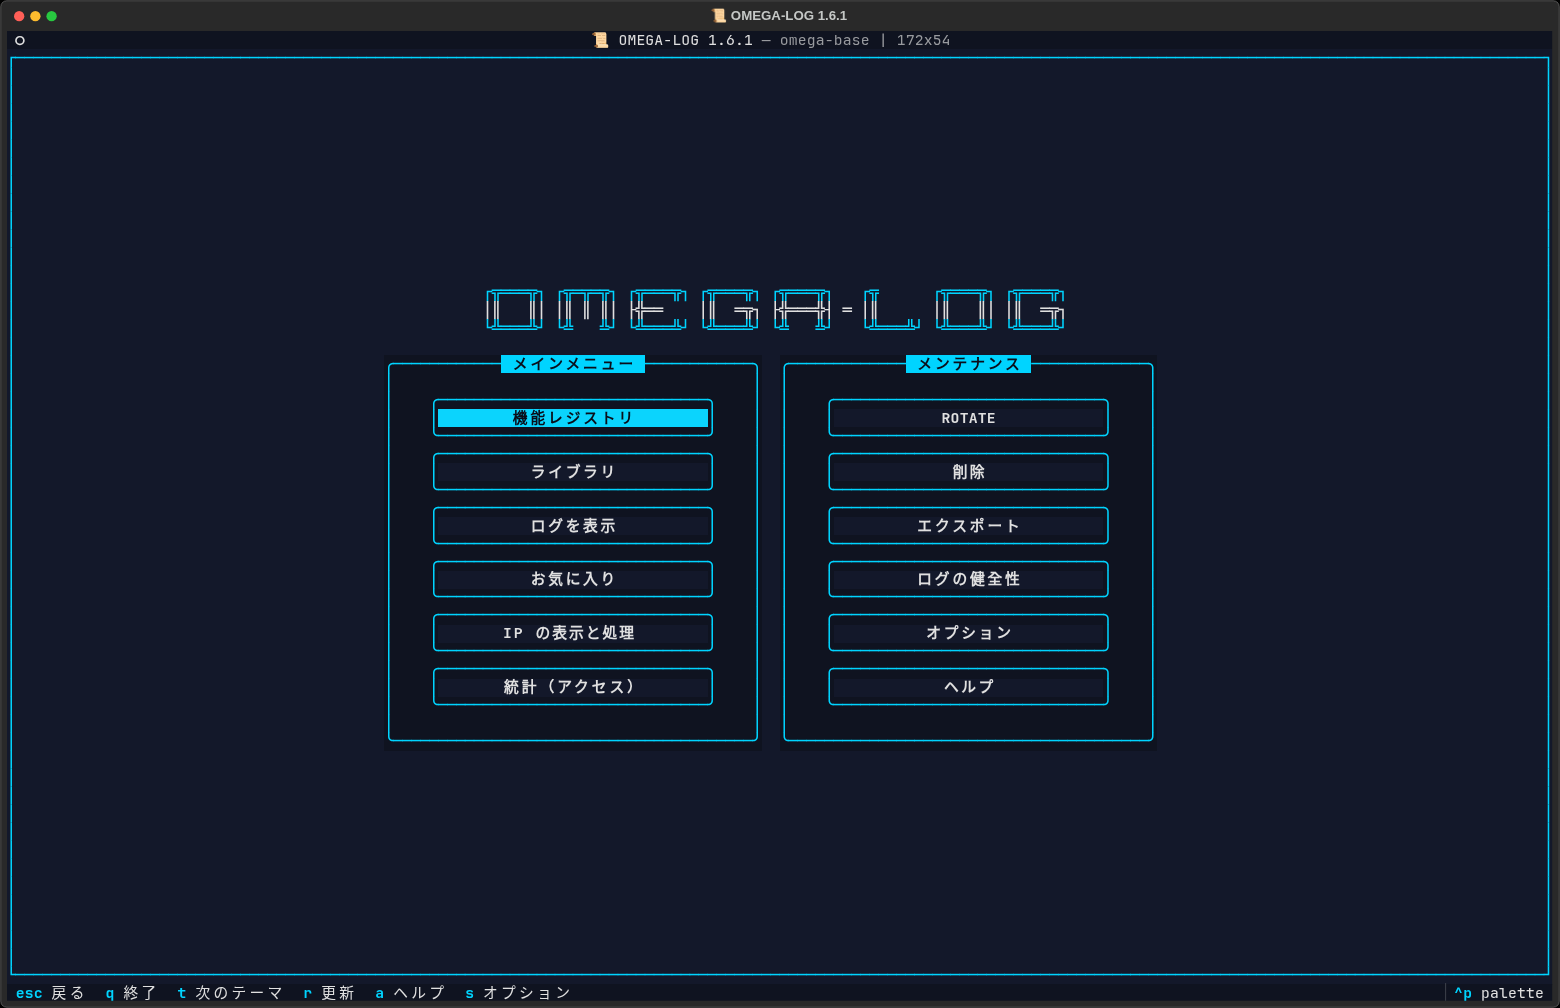 📜 OMEGA-LOG 1.6.1
📜 OMEGA-LOG 1.6.1 — omega-base | 172x54
OMEGA-LOG
メインメニュー
機能レジストリ
ライブラリ
ログを表示
お気に入り
IP の表示と処理
統計（アクセス）
メンテナンス
ROTATE
削除
エクスポート
ログの健全性
オプション
ヘルプ
esc 戻る q 終了 t 次のテーマ r 更新 a ヘルプ s オプション ^p palette